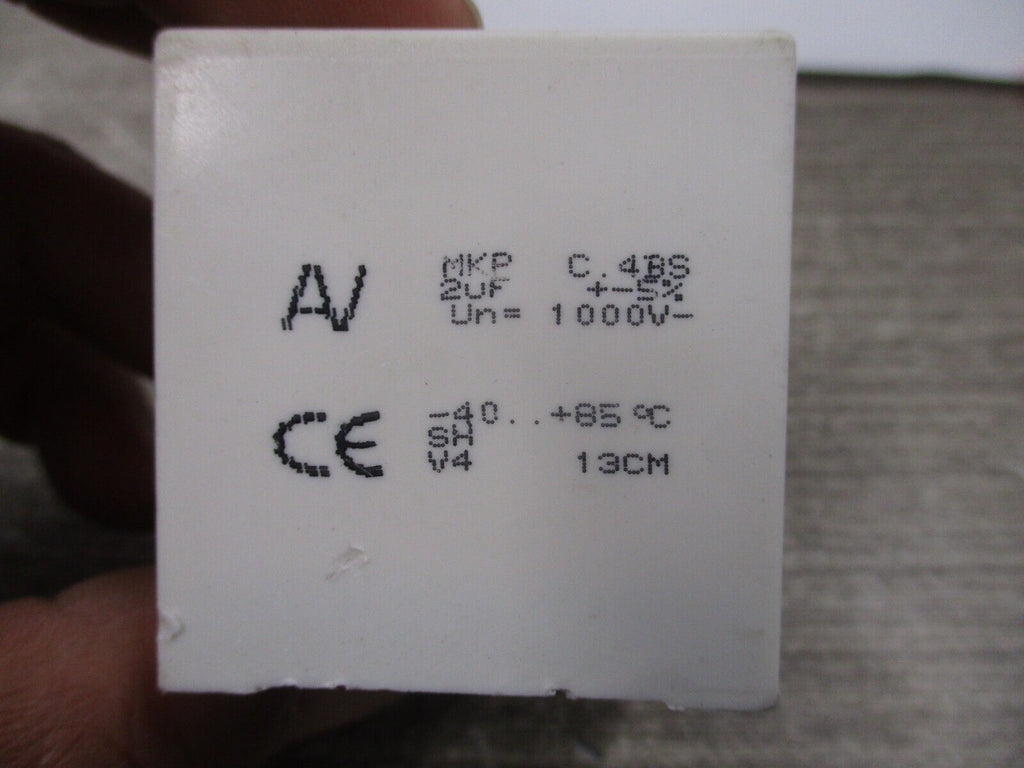 AV
MKP C.4BS
2uF +-5%
Un= 1000V-
CE
-40..+85°C
SH
V4 13CM